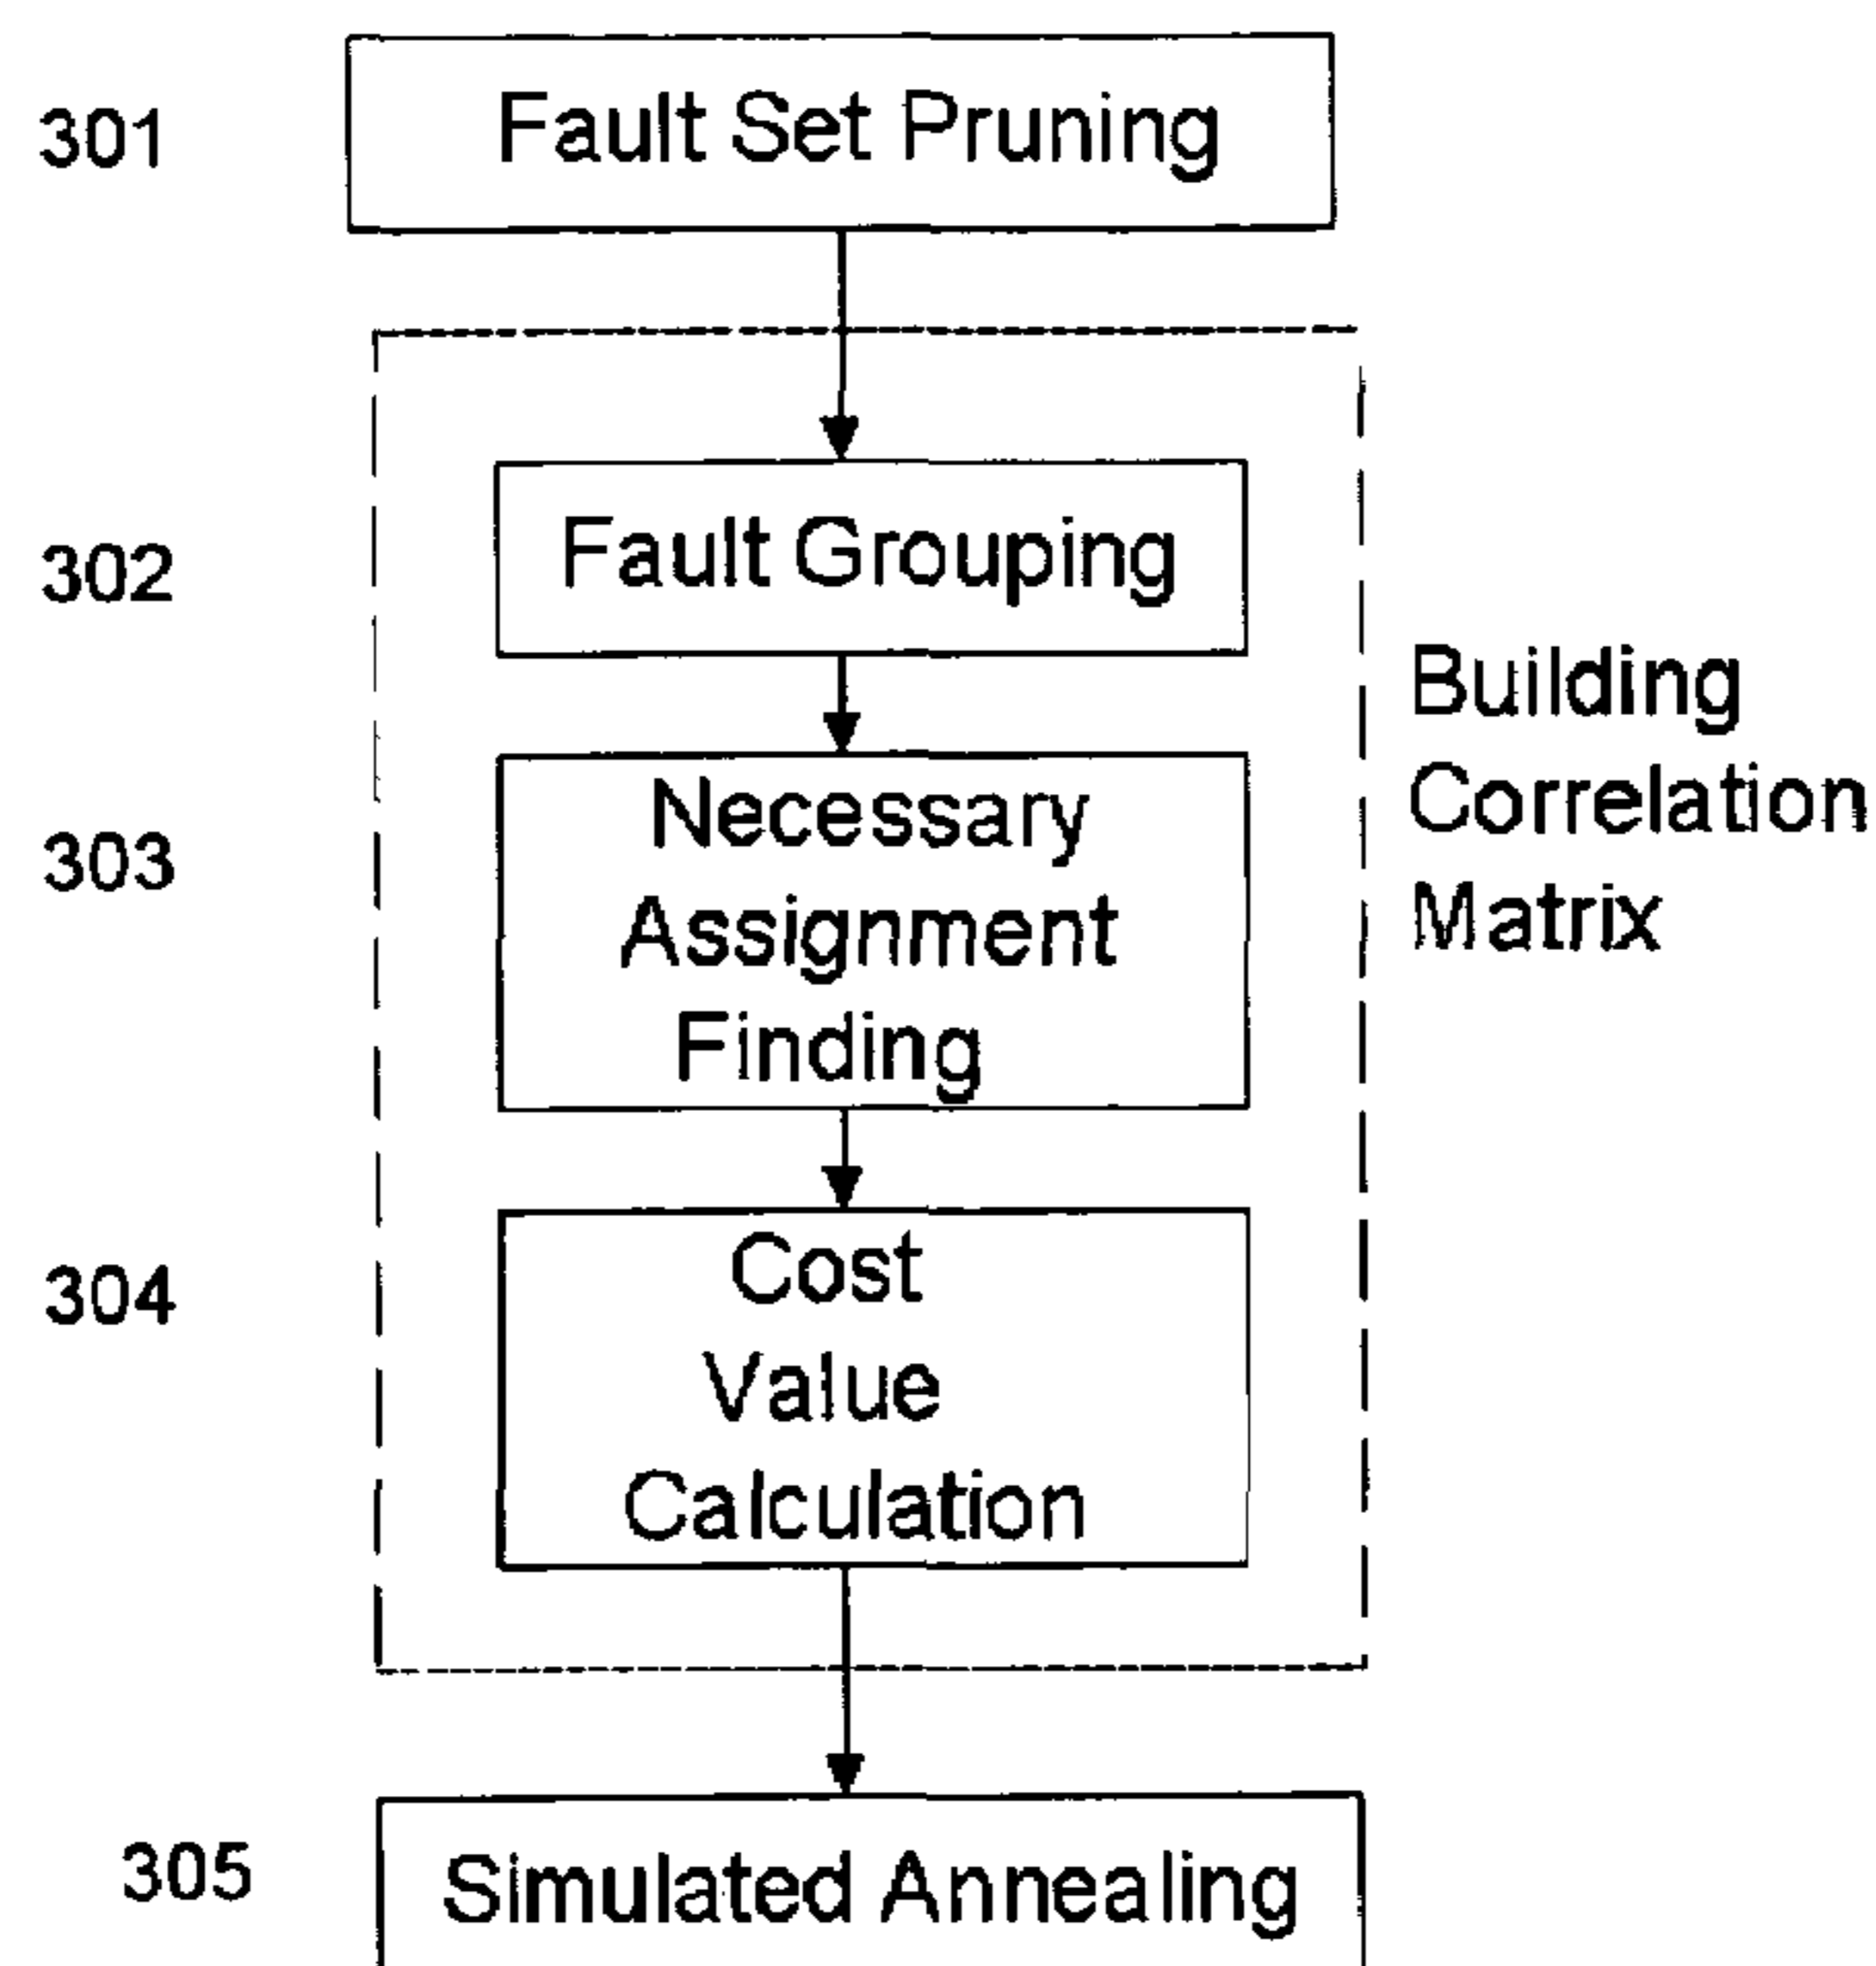 301
Fault Set Pruning
302
Fault Grouping
303
Necessary
Assignment
Finding
Building
Correlation
Matrix
304
Cost
Value
Calculation
305
Simulated Annealing